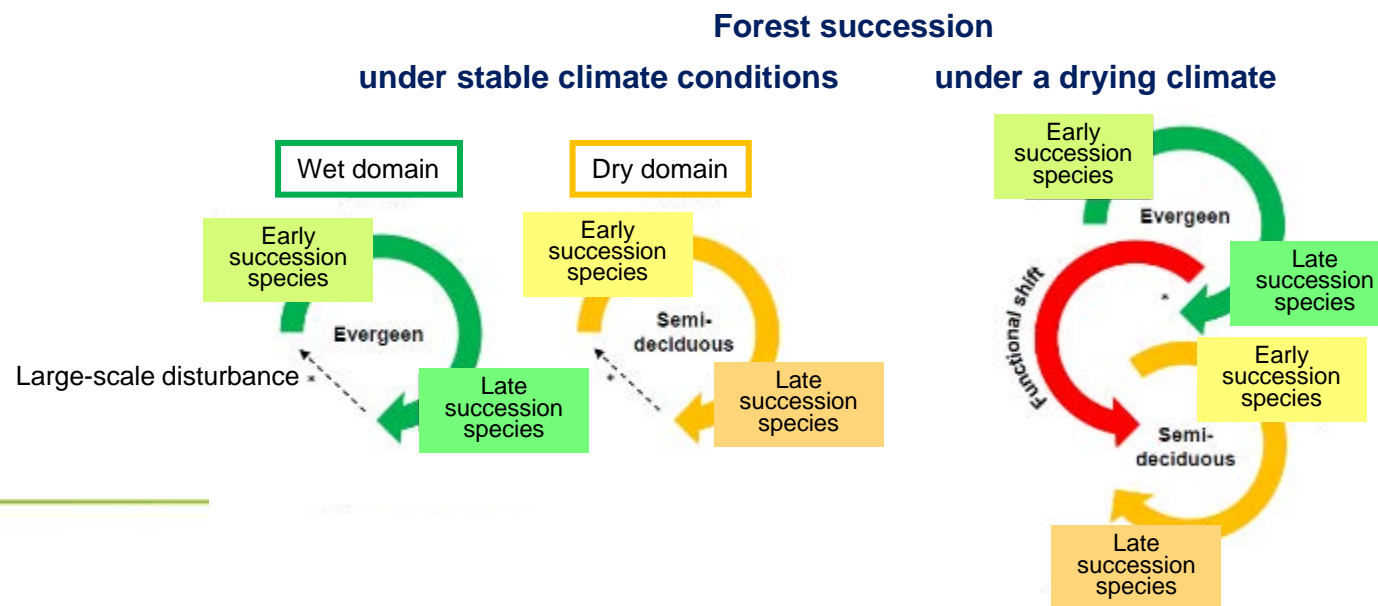 Forest succession
under stable climate conditions
under a drying climate
Wet domain
Dry domain
Early
succession
species
Evergeen
Late
succession
species
Large-scale disturbance *
Early
succession
species
Semi-
deciduous
*
Late
succession
species
Early
succession
species
Evergeen
Late
succession
species
*
Functional shift
Early
succession
species
Semi-
deciduous
Late
succession
species